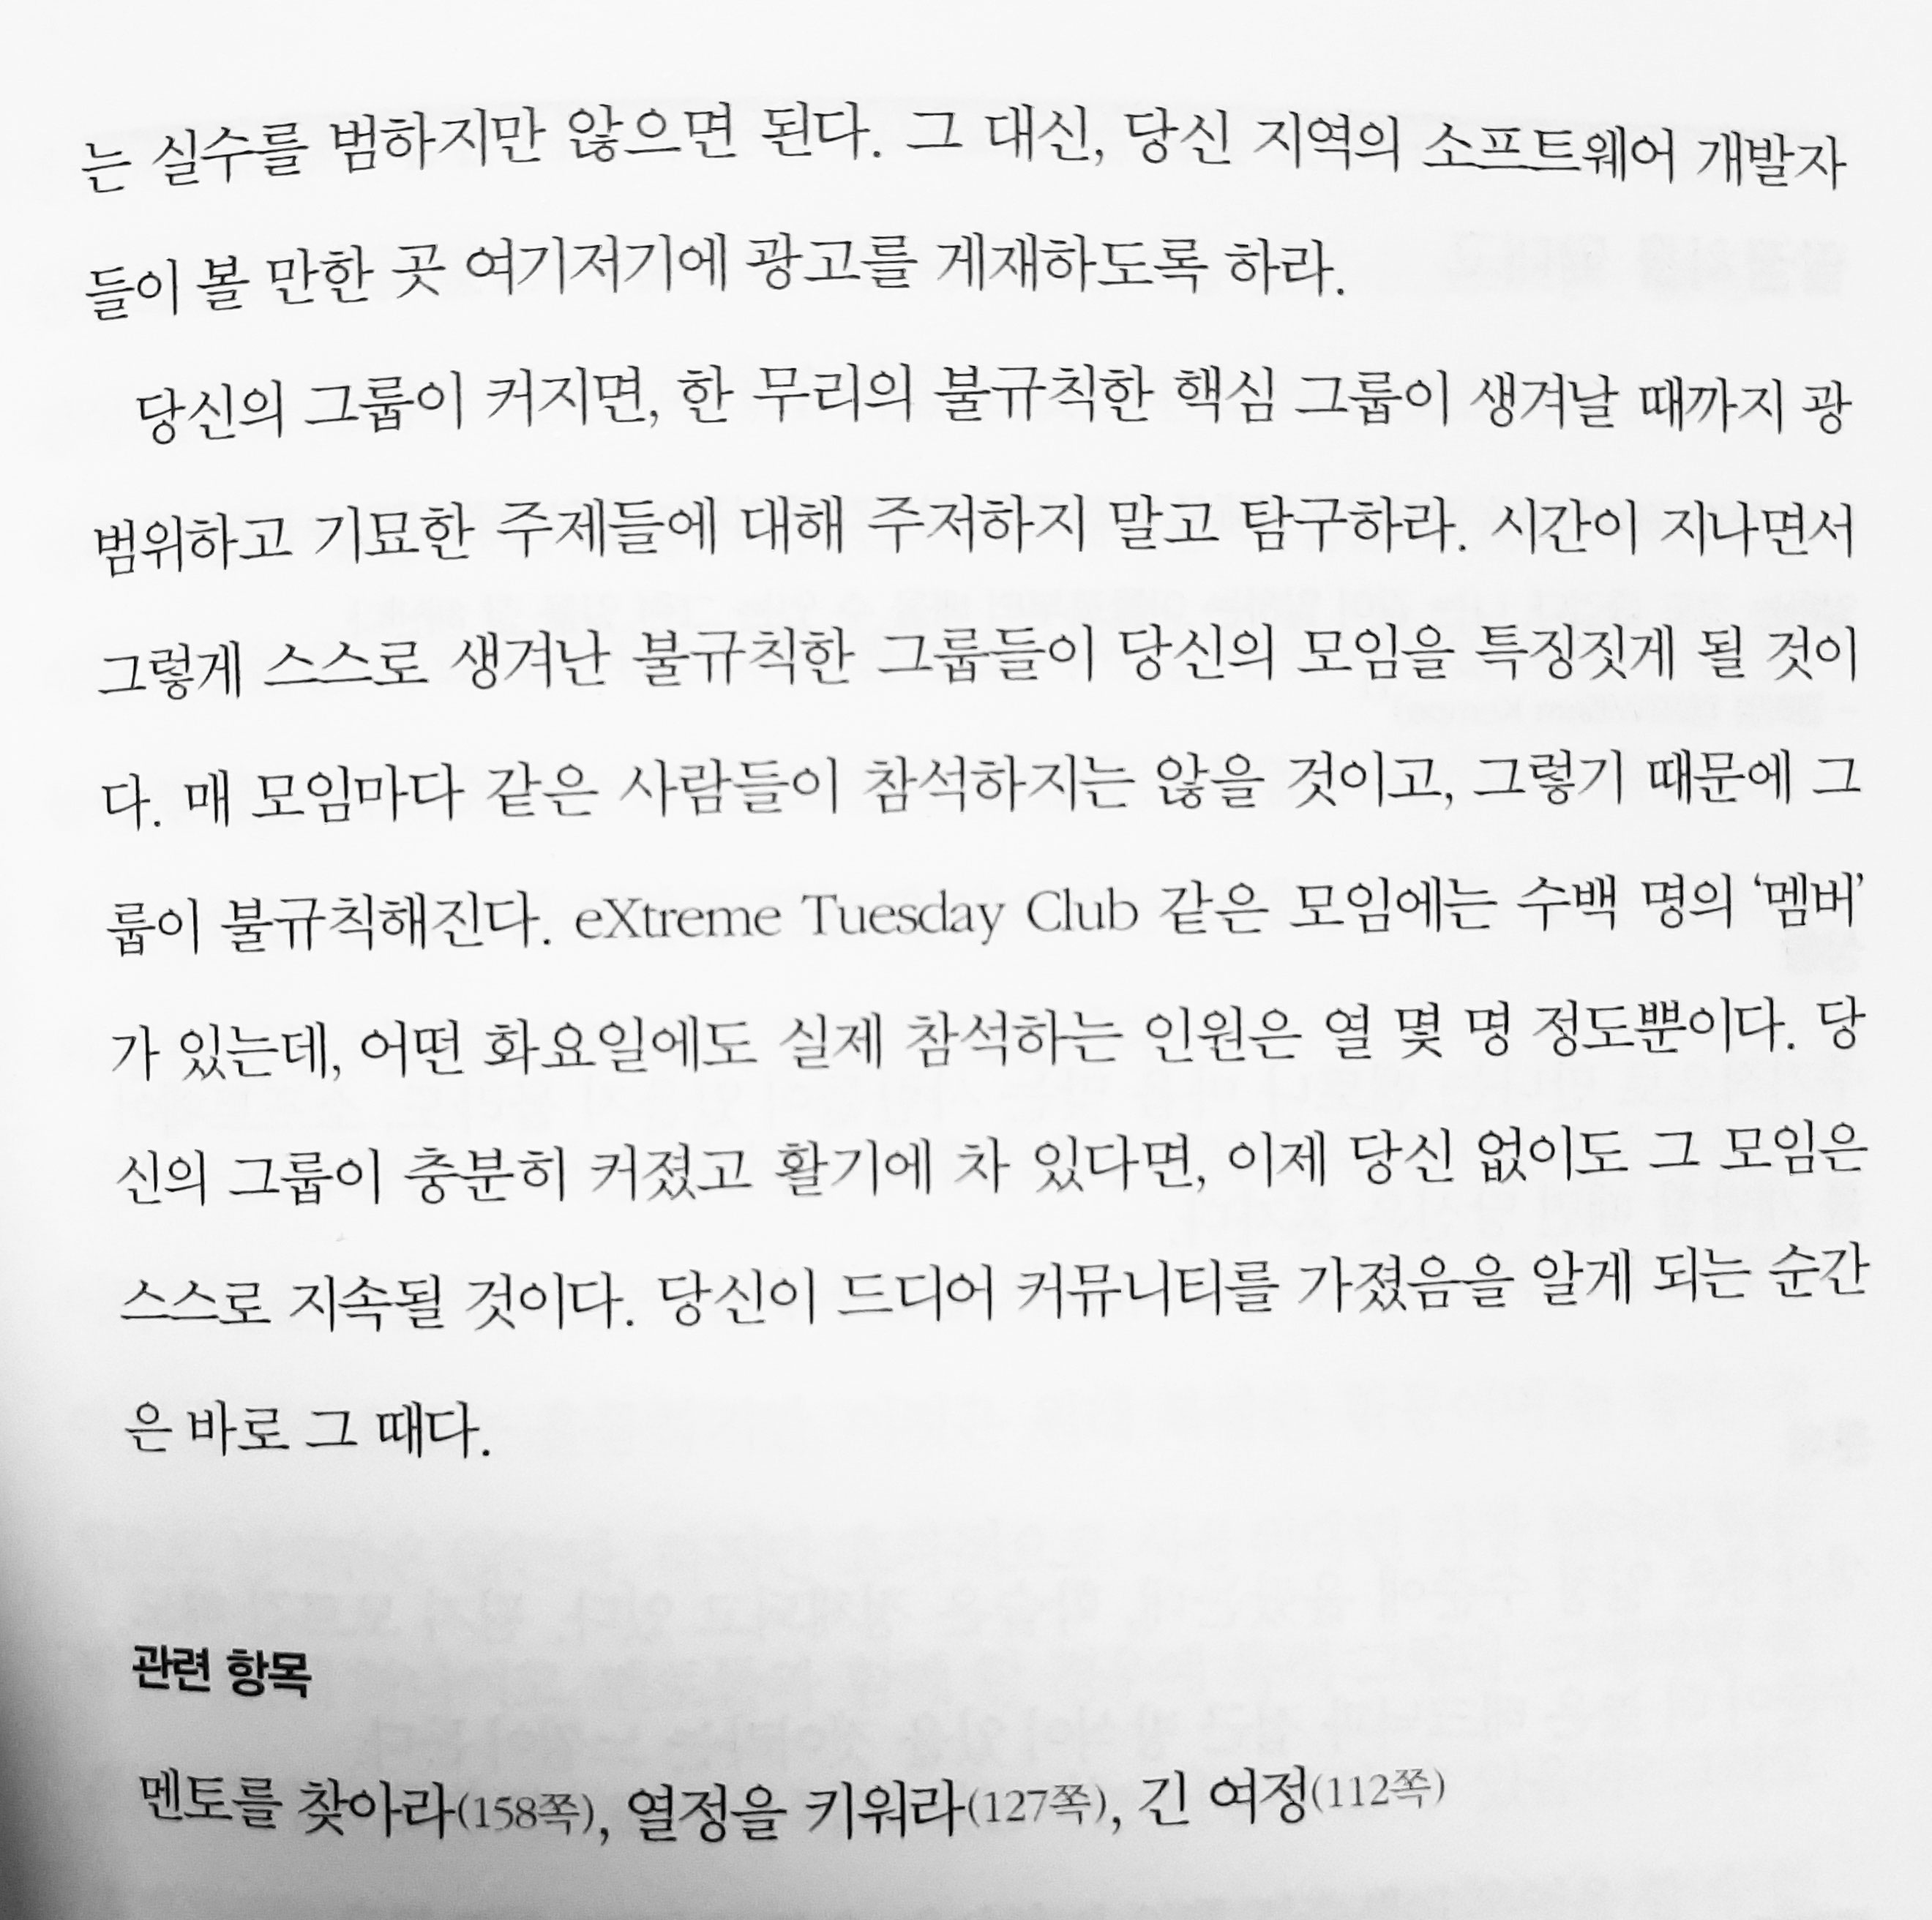 는 실수를 범하지만 않으면 된다. 그 대신, 당신 지역의 소프트웨어 개발자
들이 볼 만한 곳 여기저기에 광고를 게재하도록 하라.
당신의 그룹이 커지면, 한 무리의 불규칙한 핵심 그룹이 생겨날 때까지 광
범위하고 기묘한 주제들에 대해 주저하지 말고 탐구하라. 시간이 지나면서
그렇게 스스로 생겨난 불규칙한 그룹들이 당신의 모임을 특징짓게 될 것이
다. 매 모임마다 같은 사람들이 참석하지는 않을 것이고, 그렇기 때문에 그
룹이 불규칙해진다. eXtreme Tuesday Club 같은 모임에는 수백 명의 ‘멤버’
가 있는데, 어떤 화요일에도 실제 참석하는 인원은 열 몇 명 정도뿐이다. 당
신의 그룹이 충분히 커졌고 활기에 차 있다면, 이제 당신 없이도 그 모임은
스스로 지속될 것이다. 당신이 드디어 커뮤니티를 가졌음을 알게 되는 순간
은 바로 그 때다.
관련 항목
멘토를 찾아라(158쪽), 열정을 키워라(127쪽), 긴 여정(112쪽)